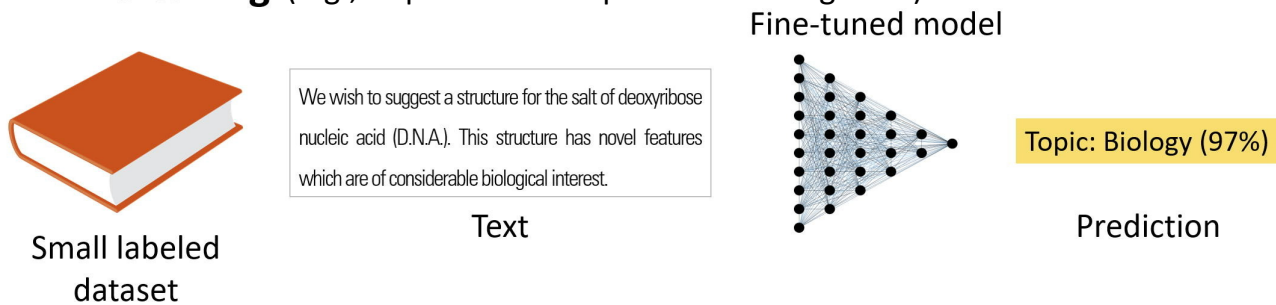 Fine-tuned model
We wish to suggest a structure for the salt of deoxyribose
nucleic acid (D.N.A.). This structure has novel features
which are of considerable biological interest.
Topic: Biology (97%)
Text
Prediction
Small labeled
dataset